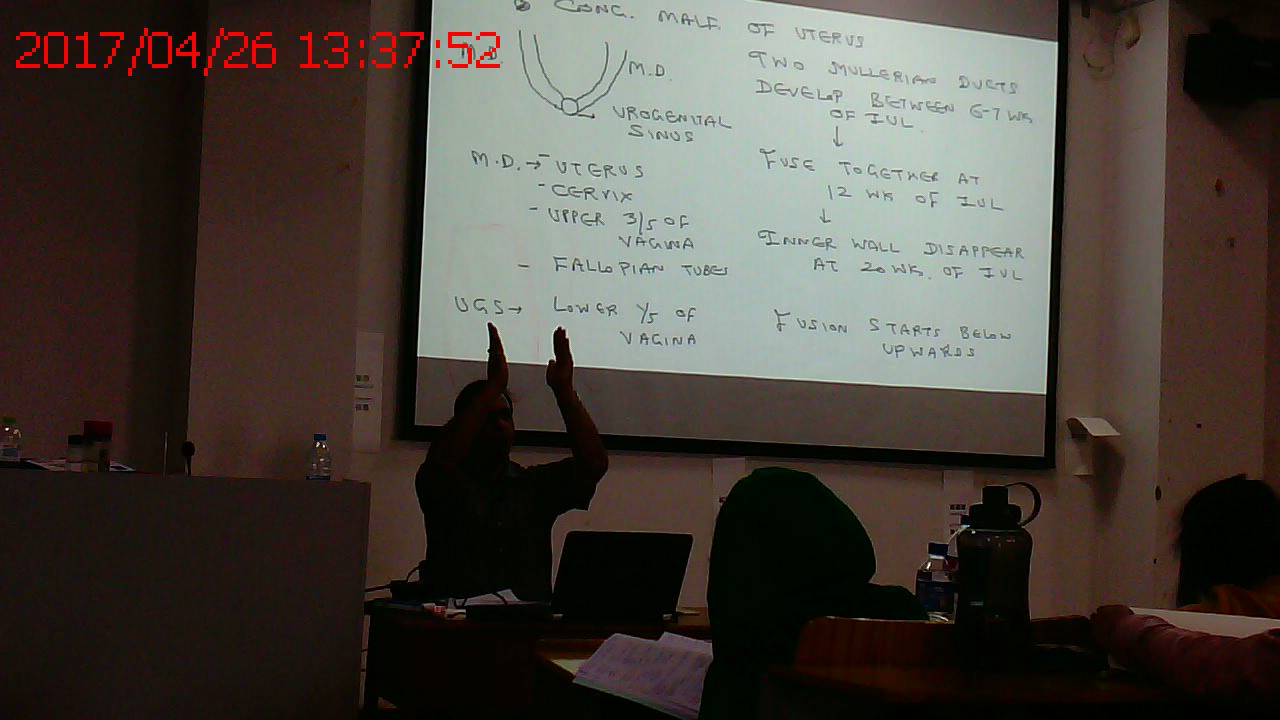 2017/04/26 13:37:52
CONG. MALF. OF UTERUS
M.D.
M.D.
UROGENITAL
SINUS
M.D. → - UTERUS
- CERVIX
- UPPER 3/5 OF
VAGINA
- FALLOPIAN TUBES
UGS → LOWER 1/5 OF
VAGINA
TWO MULLERIAN DUCTS
DEVELOP BETWEEN 6-7 WK
OF IUL.
↓
FUSE TOGETHER AT
12 WK OF IUL
↓
INNER WALL DISAPPEAR
AT 20 WK. OF IUL
FUSION STARTS BELOW
UPWARDS